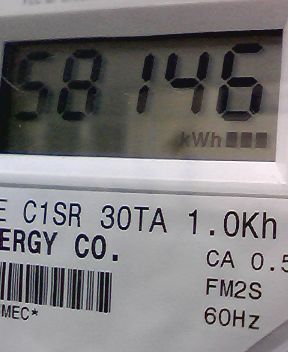 58146
kWh
E C1SR 30TA 1.0Kh
ERGY CO.
CA 0.5
FM2S
60Hz
MEC*